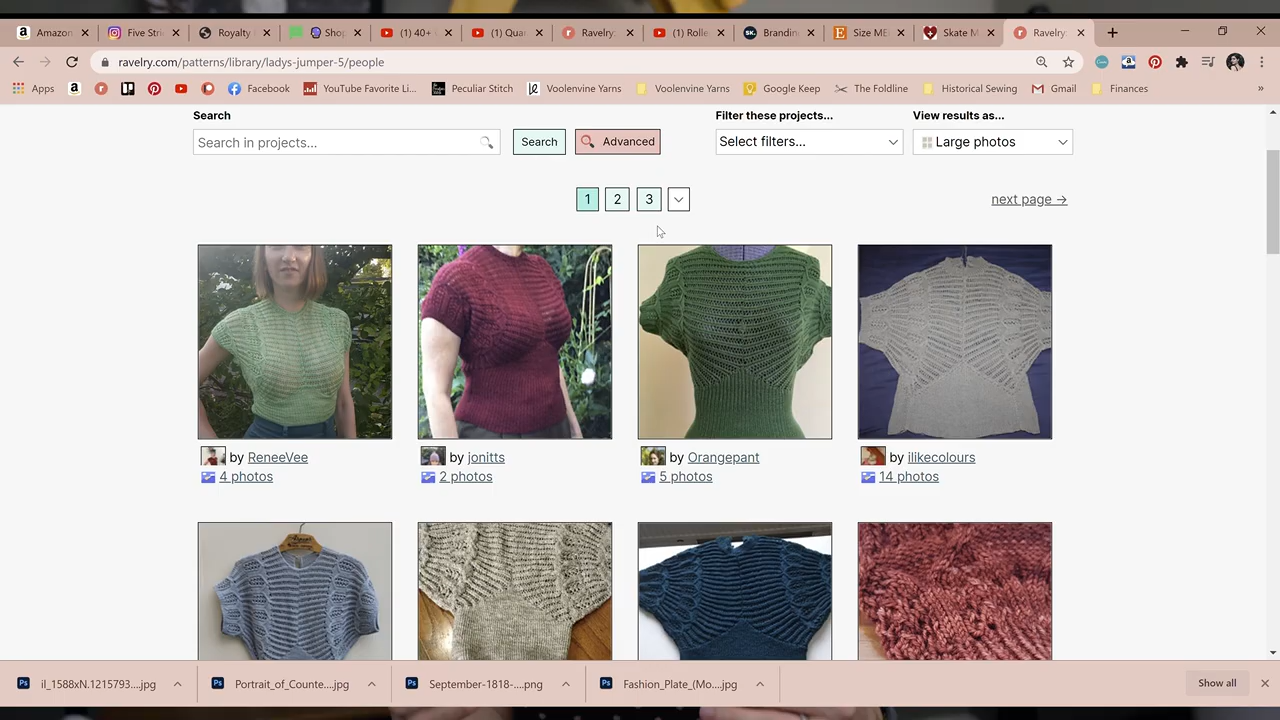 Amazon
Five Stri
Royalty
Shop
(1) 40+
(1) Quar
Ravelry:
(1) Rolle
Brandin
Size ME
Skate M
Ravelry:
ravelry.com/patterns/library/ladys-jumper-5/people
Apps
Facebook
YouTube Favorite Li...
Peculiar Stitch
Voolenvine Yarns
Voolenvine Yarns
Google Keep
The Foldline
Historical Sewing
Gmail
Finances
»
Search
Filter these projects...
View results as...
Search in projects...
Search
Advanced
Select filters...
Large photos
1 2 3
next page →
by ReneeVee
by jonitts
by Orangepant
by ilikecolours
4 photos
2 photos
5 photos
14 photos
il_1588xN.1215793....jpg
Portrait_of_Counte....jpg
September-1818-....png
Fashion_Plate_(Mo....jpg
Show all